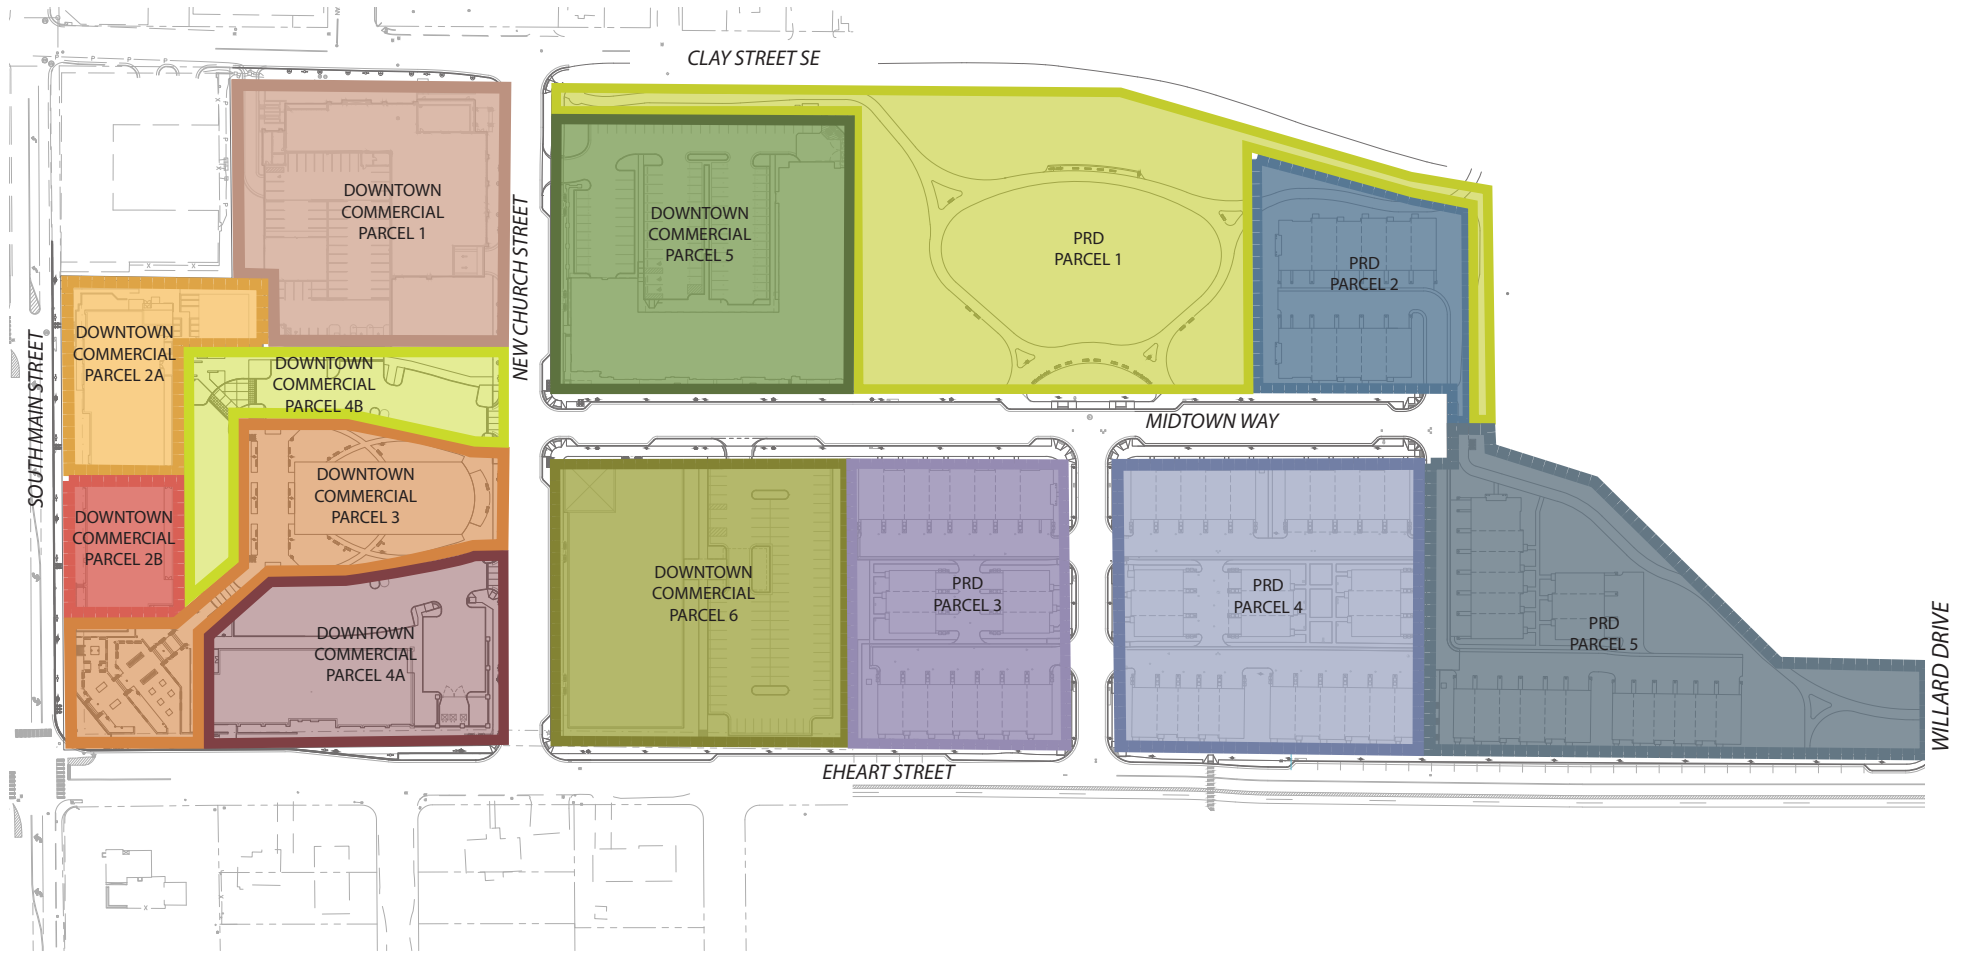 CLAY STREET SE
DOWNTOWN
COMMERCIAL
PARCEL 1
DOWNTOWN
COMMERCIAL
PARCEL 5
PRD
PARCEL 1
PRD
PARCEL 2
NEW CHURCH STREET
SOUTH MAIN STREET
DOWNTOWN
COMMERCIAL
PARCEL 2A
DOWNTOWN
COMMERCIAL
PARCEL 4B
MIDTOWN WAY
DOWNTOWN
COMMERCIAL
PARCEL 3
DOWNTOWN
COMMERCIAL
PARCEL 2B
DOWNTOWN
COMMERCIAL
PARCEL 6
PRD
PARCEL 3
PRD
PARCEL 4
PRD
PARCEL 5
DOWNTOWN
COMMERCIAL
PARCEL 4A
WILLARD DRIVE
EHEART STREET